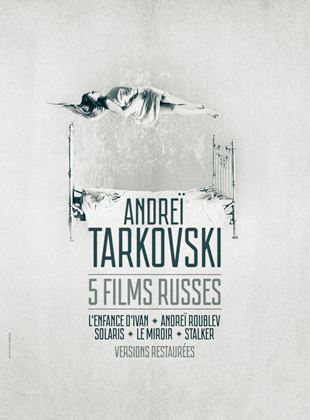 ANDREÏ
TARKOVSKI
5 FILMS RUSSES
L'ENFANCE D'IVAN ✦ ANDREÏ ROUBLEV
SOLARIS ✦ LE MIROIR ✦ STALKER
VERSIONS RESTAURÉES